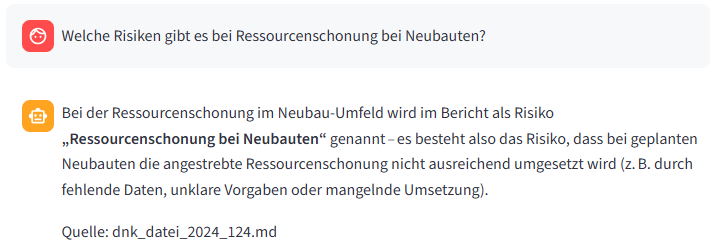 Welche Risiken gibt es bei Ressourcenschonung bei Neubauten?
Bei der Ressourcenschonung im Neubau-Umfeld wird im Bericht als Risiko
„Ressourcenschonung bei Neubauten“ genannt – es besteht also das Risiko, dass bei geplanten
Neubauten die angestrebte Ressourcenschonung nicht ausreichend umgesetzt wird (z. B. durch
fehlende Daten, unklare Vorgaben oder mangelnde Umsetzung).
Quelle: dnk_datei_2024_124.md